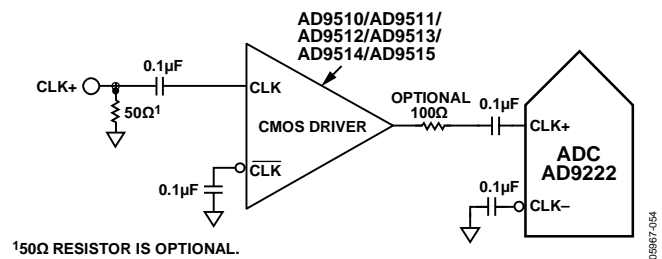 AD9510/AD9511/
AD9512/AD9513/
AD9514/AD9515
CLK+
0.1µF
50Ω¹
CLK
CMOS DRIVER
C̅L̅K̅
0.1µF
OPTIONAL
100Ω
0.1µF
CLK+
ADC
AD9222
0.1µF
CLK–
¹50Ω RESISTOR IS OPTIONAL.
05967-054